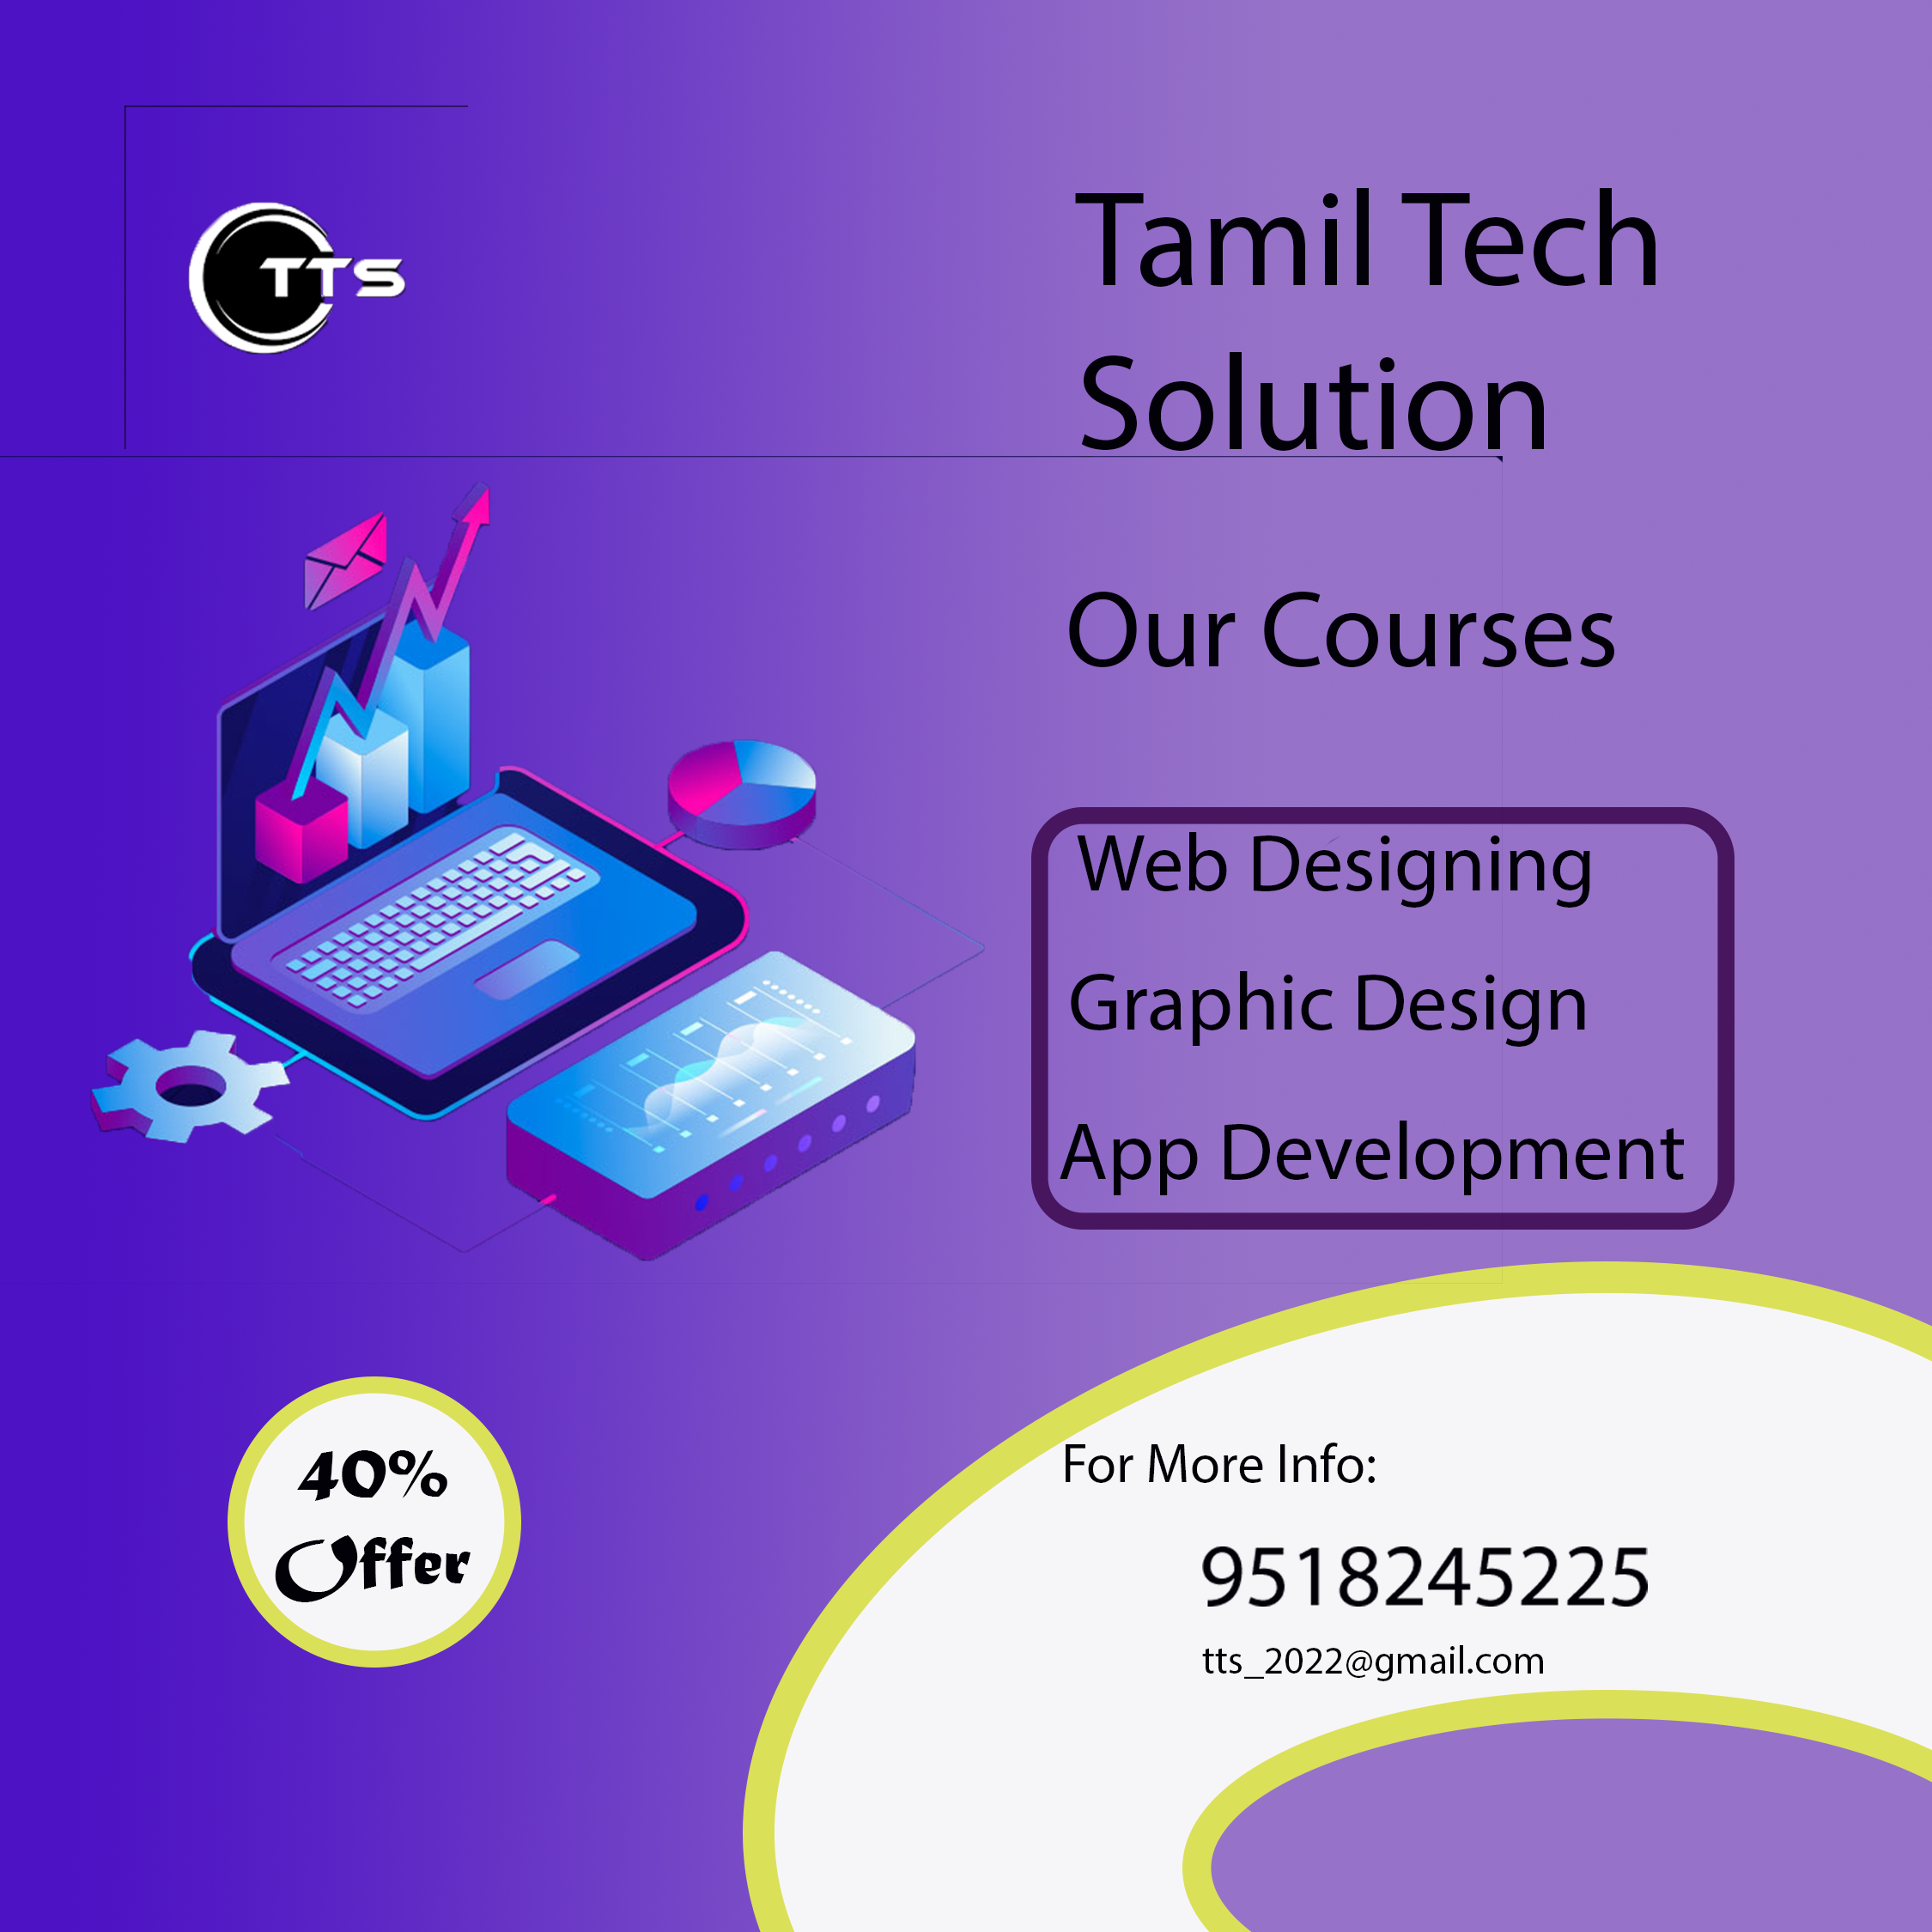 TTS
Tamil Tech
Solution
Our Courses
Web Designing
Graphic Design
App Development
40%
Offer
For More Info:
9518245225
tts_2022@gmail.com